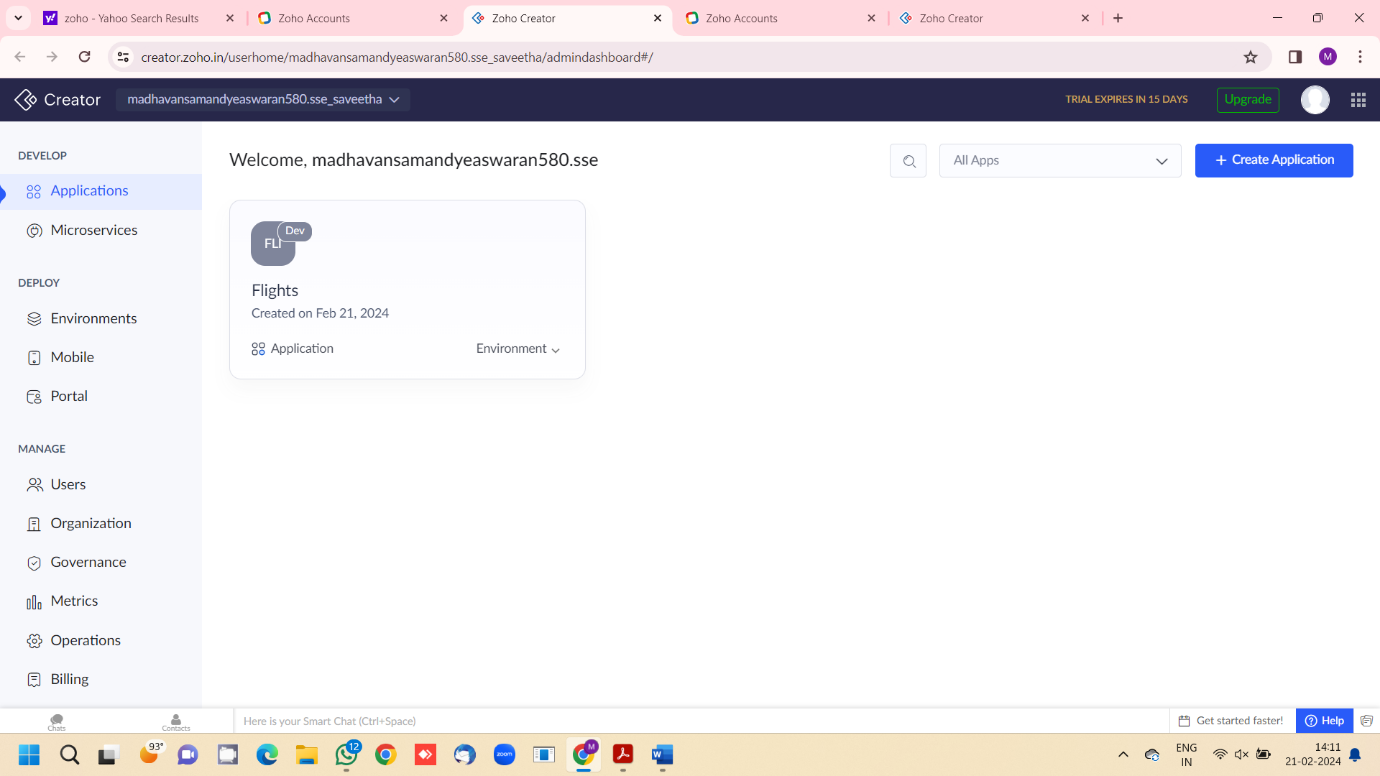 zoho - Yahoo Search Results
Zoho Accounts
Zoho Creator
Zoho Accounts
Zoho Creator
creator.zoho.in/userhome/madhavansamandyeaswaran580.sse_saveetha/admindashboard#/
M
Creator
madhavansamandyeaswaran580.sse_saveetha
TRIAL EXPIRES IN 15 DAYS
Upgrade
DEVELOP
Applications
Microservices
DEPLOY
Environments
Mobile
Portal
MANAGE
Users
Organization
Governance
Metrics
Operations
Billing
Welcome, madhavansamandyeaswaran580.sse
All Apps
+ Create Application
FLI
Dev
Flights
Created on Feb 21, 2024
Application
Environment
Chats
Contacts
Here is your Smart Chat (Ctrl+Space)
Get started faster!
Help
93°
12
zoom
M
W
ENG
IN
14:11
21-02-2024